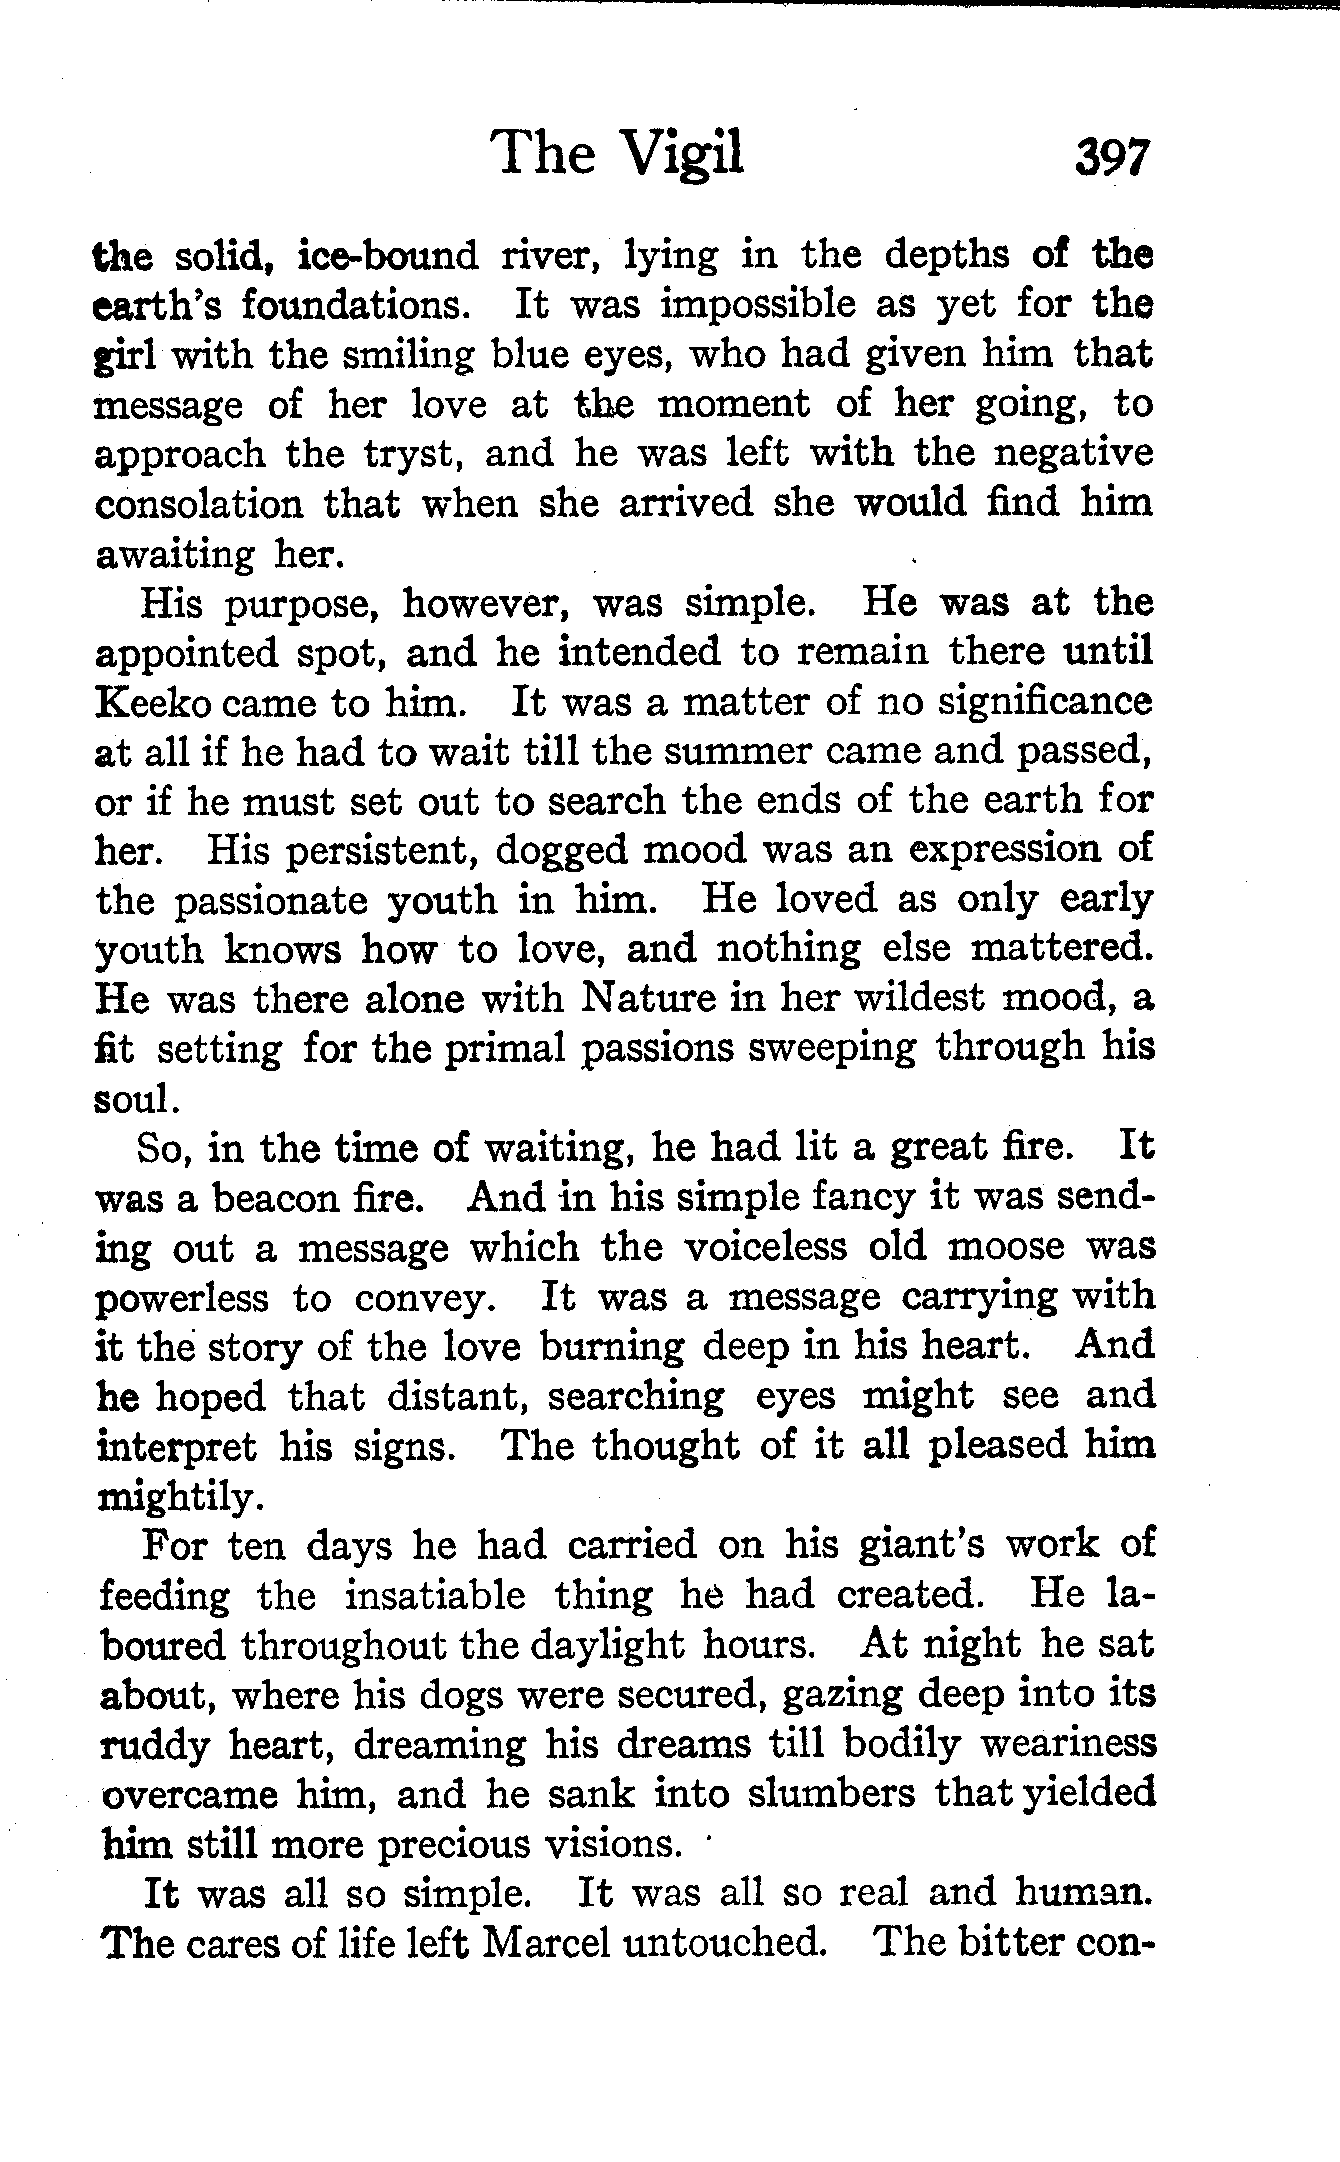 The Vigil 397
the solid, ice-bound river, lying in the depths of the
earth's foundations. It was impossible as yet for the
girl with the smiling blue eyes, who had given him that
message of her love at the moment of her going, to
approach the tryst, and he was left with the negative
consolation that when she arrived she would find him
awaiting her.
His purpose, however, was simple. He was at the
appointed spot, and he intended to remain there until
Keeko came to him. It was a matter of no significance
at all if he had to wait till the summer came and passed,
or if he must set out to search the ends of the earth for
her. His persistent, dogged mood was an expression of
the passionate youth in him. He loved as only early
youth knows how to love, and nothing else mattered.
He was there alone with Nature in her wildest mood, a
fit setting for the primal passions sweeping through his
soul.
So, in the time of waiting, he had lit a great fire. It
was a beacon fire. And in his simple fancy it was send-
ing out a message which the voiceless old moose was
powerless to convey. It was a message carrying with
it the story of the love burning deep in his heart. And
he hoped that distant, searching eyes might see and
interpret his signs. The thought of it all pleased him
mightily.
For ten days he had carried on his giant's work of
feeding the insatiable thing he had created. He la-
boured throughout the daylight hours. At night he sat
about, where his dogs were secured, gazing deep into its
ruddy heart, dreaming his dreams till bodily weariness
overcame him, and he sank into slumbers that yielded
him still more precious visions.
It was all so simple. It was all so real and human.
The cares of life left Marcel untouched. The bitter con-